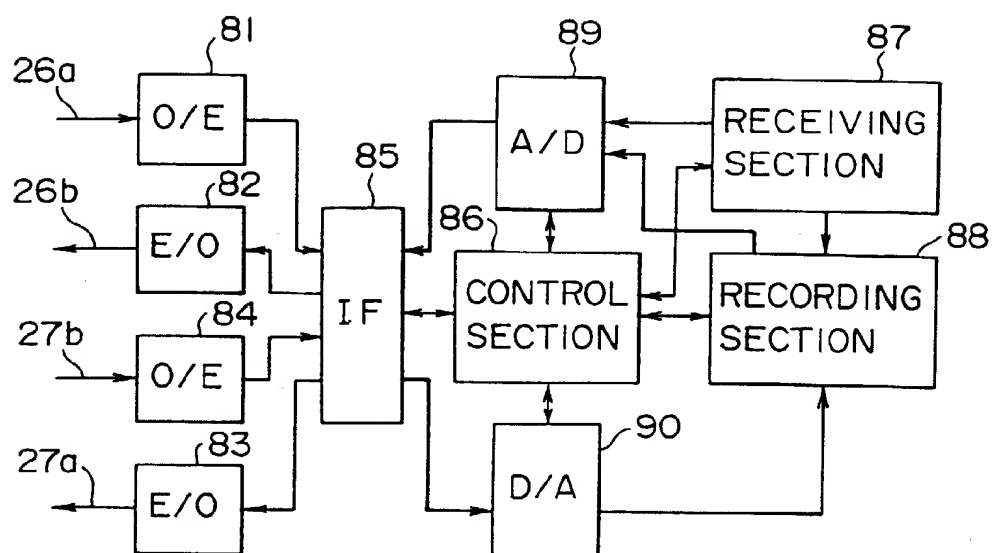 81
26a
O/E
82
26b
E/O
84
27b
O/E
83
27a
E/O
85
IF
89
A/D
86
CONTROL
SECTION
90
D/A
87
RECEIVING
SECTION
88
RECORDING
SECTION